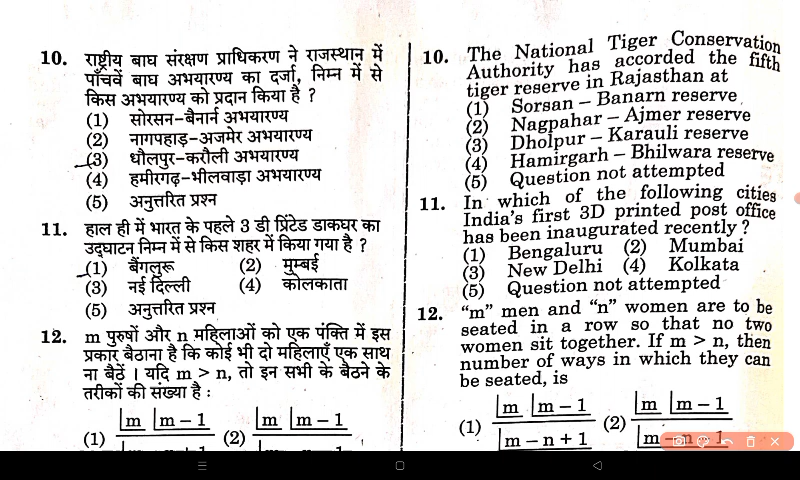 10. राष्ट्रीय बाघ संरक्षण प्राधिकरण ने राजस्थान में
पाँचवें बाघ अभयारण्य का दर्जा, निम्न में से
किस अभयारण्य को प्रदान किया है ?
(1) सोरसन–बैनार्न अभयारण्य
(2) नागपहाड़–अजमेर अभयारण्य
(3) धौलपुर–करौली अभयारण्य
(4) हमीरगढ़–भीलवाड़ा अभयारण्य
(5) अनुत्तरित प्रश्न
11. हाल ही में भारत के पहले 3 डी प्रिंटेड डाकघर का
उद्घाटन निम्न में से किस शहर में किया गया है ?
(1) बैंगलुरू (2) मुम्बई
(3) नई दिल्ली (4) कोलकाता
(5) अनुत्तरित प्रश्न
12. m पुरुषों और n महिलाओं को एक पंक्ति में इस
प्रकार बैठाना है कि कोई भी दो महिलाएँ एक साथ
ना बैठें । यदि m > n, तो इन सभी के बैठने के
तरीकों की संख्या है :
(1) |m |m – 1 (2) |m |m – 1
10. The National Tiger Conservation
Authority has accorded the fifth
tiger reserve in Rajasthan at
(1) Sorsan – Banarn reserve
(2) Nagpahar – Ajmer reserve
(3) Dholpur – Karauli reserve
(4) Hamirgarh – Bhilwara reserve
(5) Question not attempted
11. In which of the following cities
India's first 3D printed post office
has been inaugurated recently ?
(1) Bengaluru (2) Mumbai
(3) New Delhi (4) Kolkata
(5) Question not attempted
12. "m" men and "n" women are to be
seated in a row so that no two
women sit together. If m > n, then
number of ways in which they can
be seated, is
(1) |m |m – 1 (2) |m |m – 1
|m – n + 1